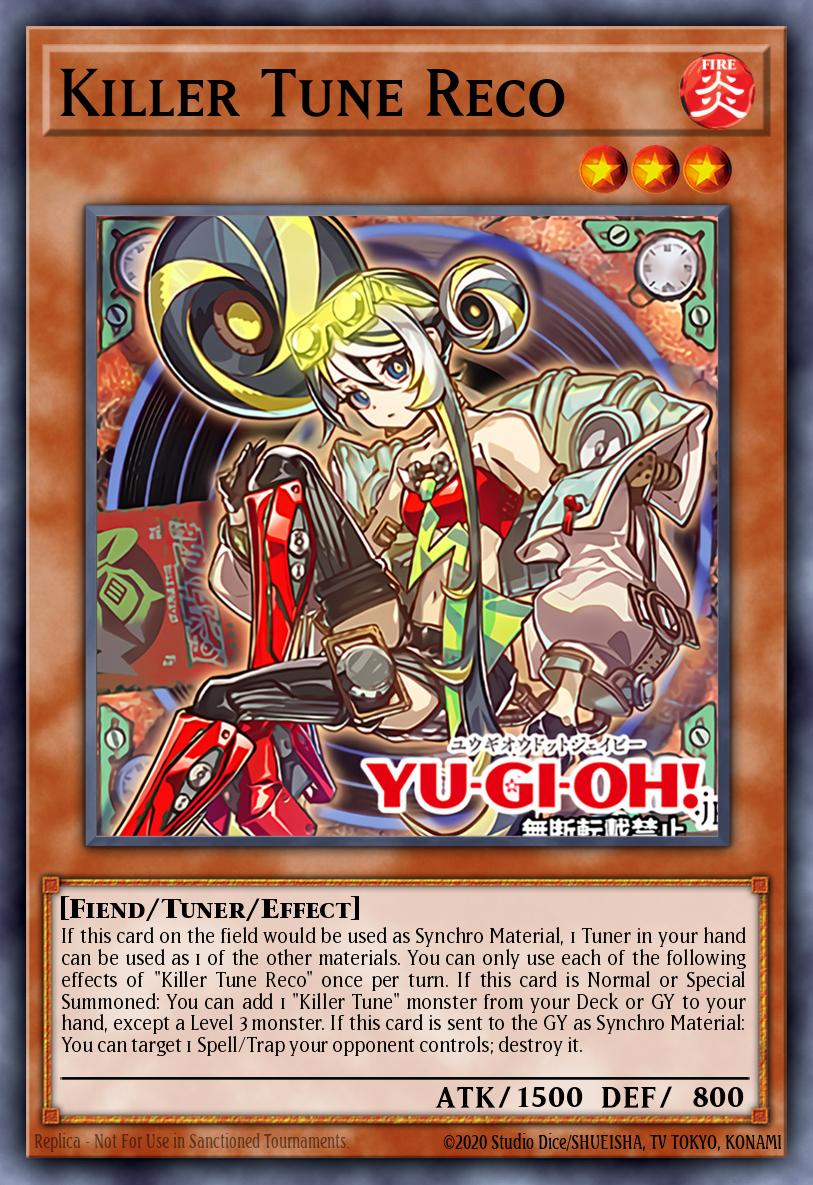 Killer Tune Reco
FIRE
炎
ユウギオウドットジェイピー
YU-GI-OH!
.jp
無断転載禁止
[Fiend/Tuner/Effect]
If this card on the field would be used as Synchro Material, 1 Tuner in your hand
can be used as 1 of the other materials. You can only use each of the following
effects of "Killer Tune Reco" once per turn. If this card is Normal or Special
Summoned: You can add 1 "Killer Tune" monster from your Deck or GY to your
hand, except a Level 3 monster. If this card is sent to the GY as Synchro Material:
You can target 1 Spell/Trap your opponent controls; destroy it.
ATK/1500 DEF/ 800
Replica - Not For Use in Sanctioned Tournaments.
©2020 Studio Dice/SHUEISHA, TV TOKYO, KONAMI